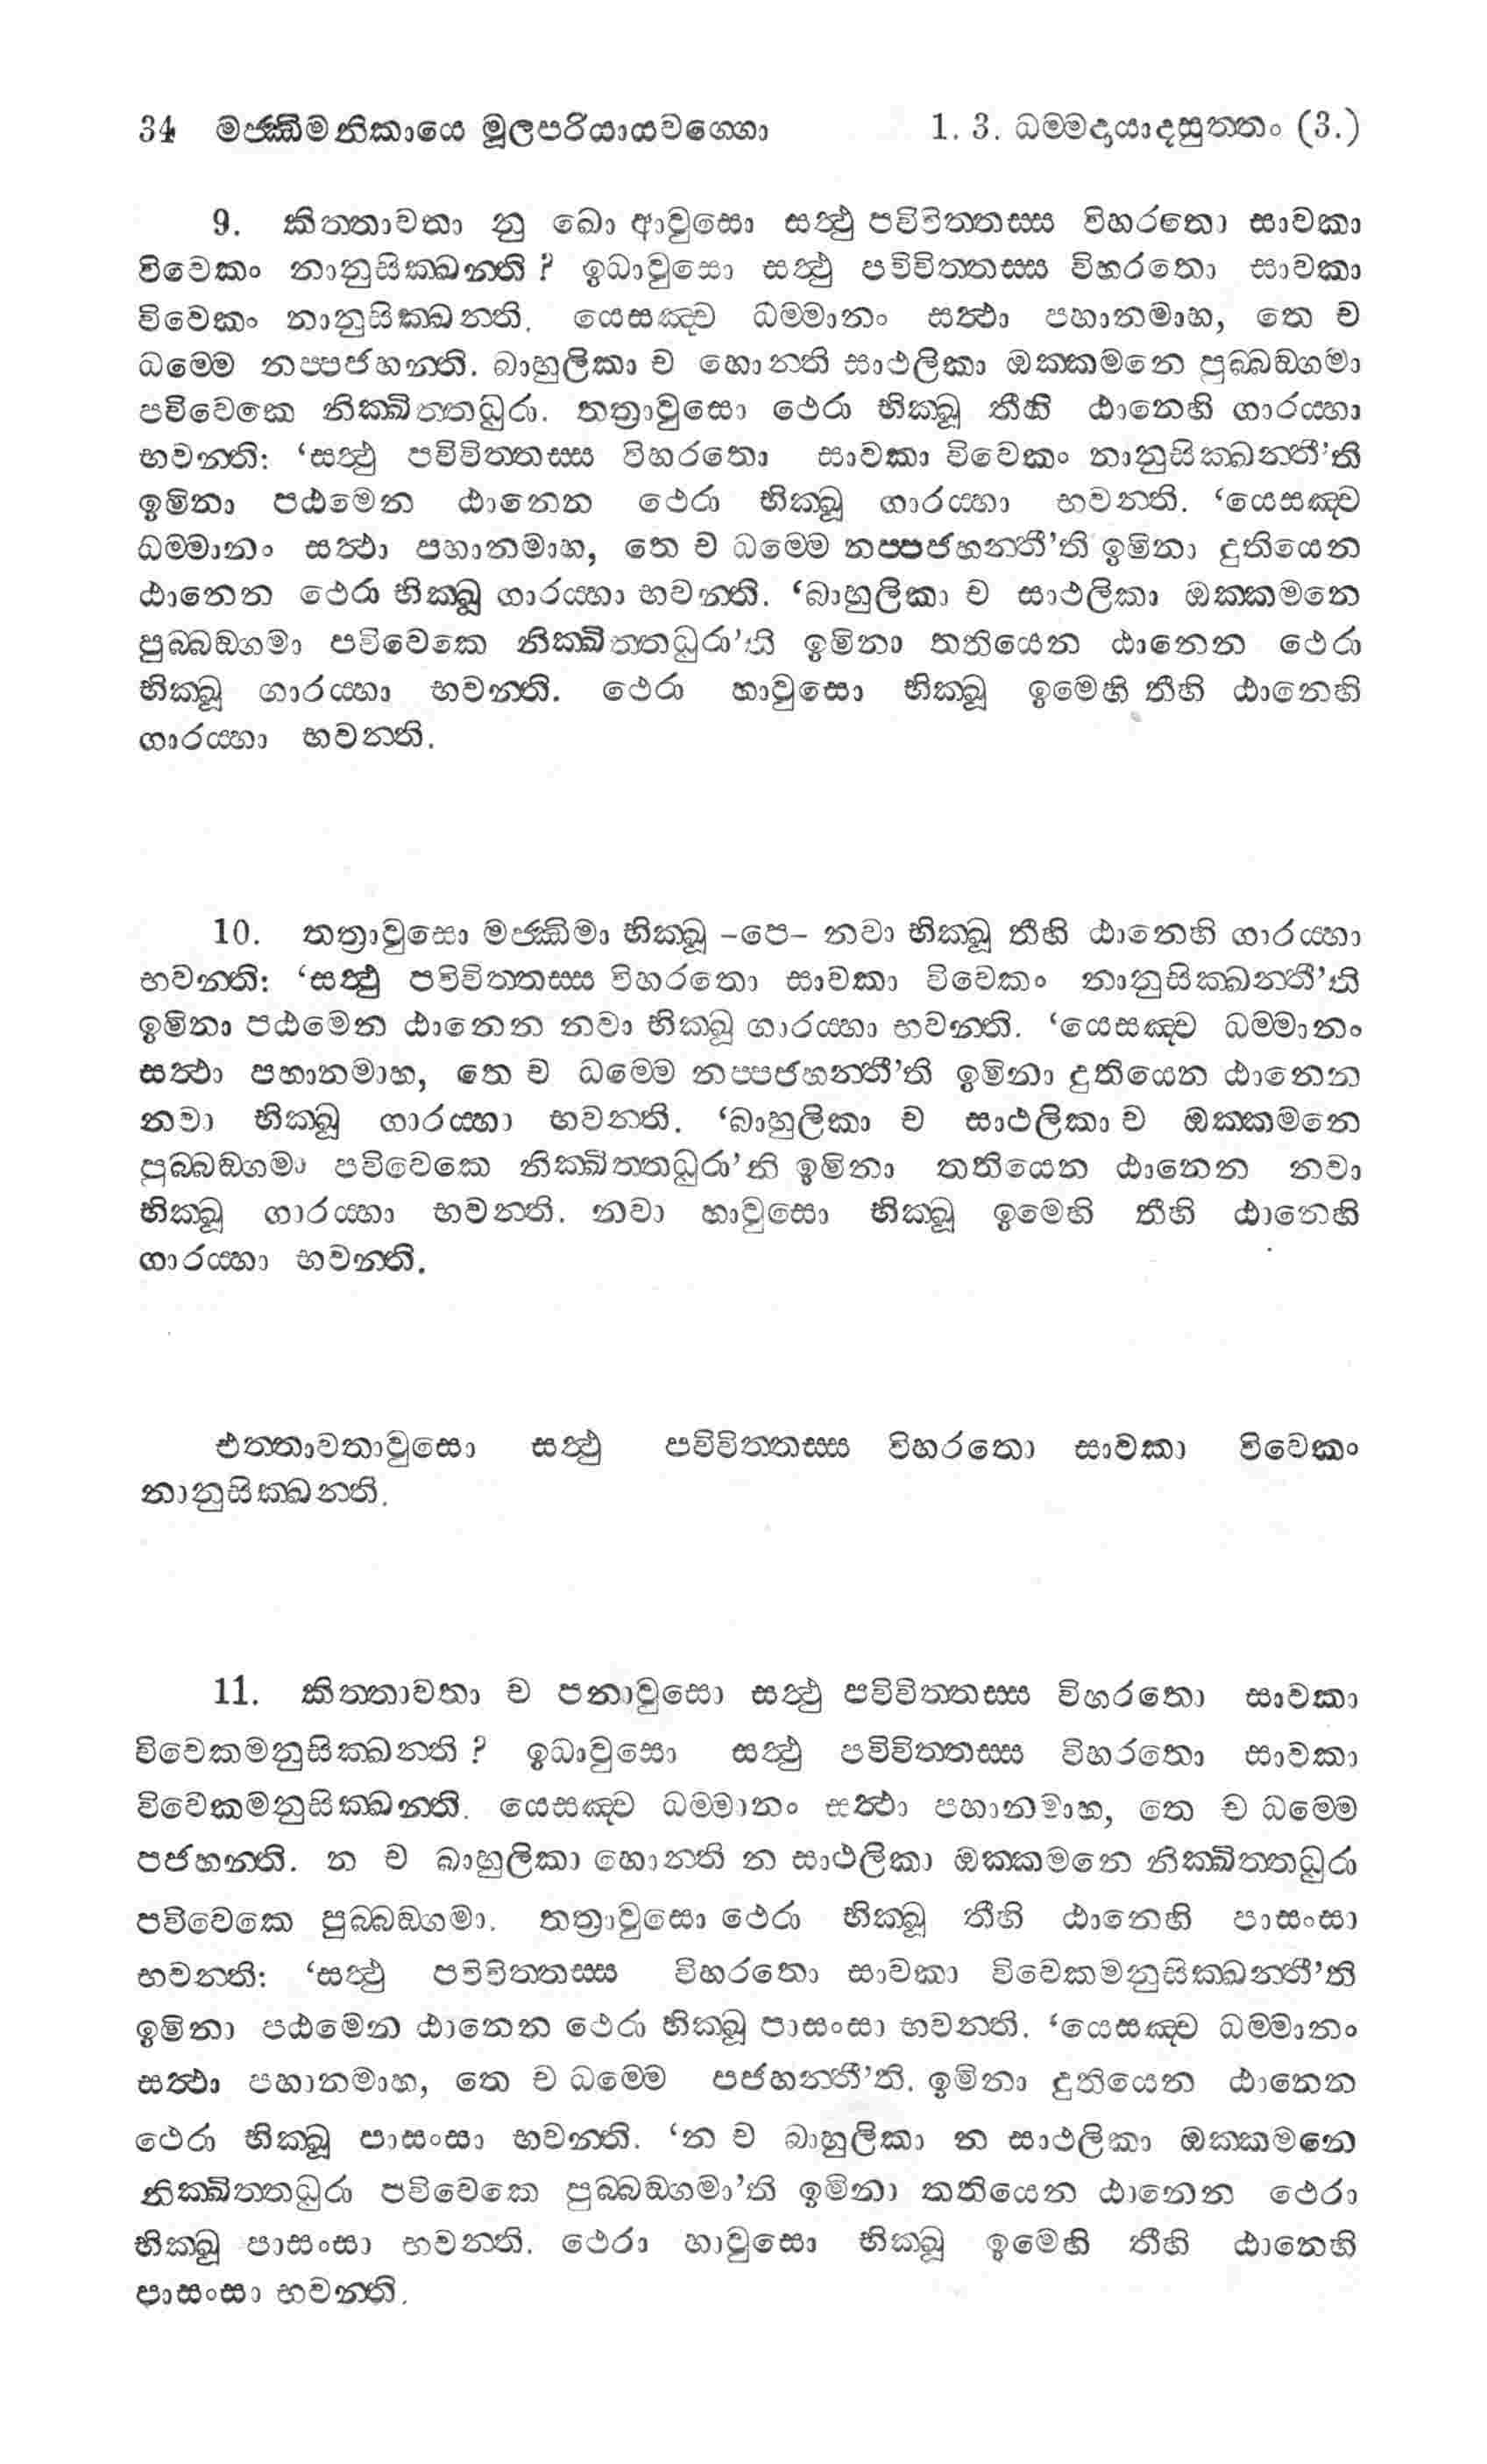 34 මජ්ඣිමනිකායෙ මූලපරියායවග්ගො 1. 3. ධම්මදායාදසුත්තං (3.)
9. කිත්තාවතා නු ඛො ආවුසො සත්ථු පවිවිත්තස්ස විහරතො සාවකා
විවෙකං නානුසික්ඛන්ති ? ඉධාවුසො සත්ථු පවිවිත්තස්ස විහරතො සාවකා
විවෙකං නානුසික්ඛන්ති. යෙසඤ්ච ධම්මානං සත්ථා පහානමාහ, තෙ ච
ධම්මෙ නප්පජහන්ති. බාහුලිකා ච හොන්ති සාථලිකා ඔක්කමනෙ පුබ්බඞ්ගමා
පවිවෙකෙ නික්ඛිත්තධුරා. තත්‍රාවුසො ථෙරා භික්ඛූ තීහි ඨානෙහි ගාරය්හා
භවන්ති: ‘සත්ථු පවිවිත්තස්ස විහරතො සාවකා විවෙකං නානුසික්ඛන්තී’ති
ඉමිනා පඨමෙන ඨානෙන ථෙරා භික්ඛූ ගාරය්හා භවන්ති. ‘යෙසඤ්ච
ධම්මානං සත්ථා පහානමාහ, තෙ ච ධම්මෙ නප්පජහන්තී’ති ඉමිනා දුතියෙන
ඨානෙන ථෙරා භික්ඛූ ගාරය්හා භවන්ති. ‘බාහුලිකා ච සාථලිකා ඔක්කමනෙ
පුබ්බඞ්ගමා පවිවෙකෙ නික්ඛිත්තධුරා’ති ඉමිනා තතියෙන ඨානෙන ථෙරා
භික්ඛූ ගාරය්හා භවන්ති. ථෙරා හාවුසො භික්ඛූ ඉමෙහි තීහි ඨානෙහි
ගාරය්හා භවන්ති.
10. තත්‍රාවුසො මජ්ඣිමා භික්ඛූ -පෙ- නවා භික්ඛූ තීහි ඨානෙහි ගාරය්හා
භවන්ති: ‘සත්ථු පවිවිත්තස්ස විහරතො සාවකා විවෙකං නානුසික්ඛන්තී’ති
ඉමිනා පඨමෙන ඨානෙන නවා භික්ඛූ ගාරය්හා භවන්ති. ‘යෙසඤ්ච ධම්මානං
සත්ථා පහානමාහ, තෙ ච ධම්මෙ නප්පජහන්තී’ති ඉමිනා දුතියෙන ඨානෙන
නවා භික්ඛූ ගාරය්හා භවන්ති. ‘බාහුලිකා ච සාථලිකා ච ඔක්කමනෙ
පුබ්බඞ්ගමා පවිවෙකෙ නික්ඛිත්තධුරා’ති ඉමිනා තතියෙන ඨානෙන නවා
භික්ඛූ ගාරය්හා භවන්ති. නවා හාවුසො භික්ඛූ ඉමෙහි තීහි ඨානෙහි
ගාරය්හා භවන්ති.
එත්තාවතාවුසො සත්ථු පවිවිත්තස්ස විහරතො සාවකා විවෙකං
නානුසික්ඛන්ති.
11. කිත්තාවතා ච පනාවුසො සත්ථු පවිවිත්තස්ස විහරතො සාවකා
විවෙකමනුසික්ඛන්ති ? ඉධාවුසො සත්ථු පවිවිත්තස්ස විහරතො සාවකා
විවෙකමනුසික්ඛන්ති. යෙසඤ්ච ධම්මානං සත්ථා පහානමාහ, තෙ ච ධම්මෙ
පජහන්ති. න ච බාහුලිකා හොන්ති න සාථලිකා ඔක්කමනෙ නික්ඛිත්තධුරා
පවිවෙකෙ පුබ්බඞ්ගමා. තත්‍රාවුසො ථෙරා භික්ඛූ තීහි ඨානෙහි පාසංසා
භවන්ති: ‘සත්ථු පවිවිත්තස්ස විහරතො සාවකා විවෙකමනුසික්ඛන්තී’ති
ඉමිනා පඨමෙන ඨානෙන ථෙරා භික්ඛූ පාසංසා භවන්ති. ‘යෙසඤ්ච ධම්මානං
සත්ථා පහානමාහ, තෙ ච ධම්මෙ පජහන්තී’ති. ඉමිනා දුතියෙන ඨානෙන
ථෙරා භික්ඛූ පාසංසා භවන්ති. ‘න ච බාහුලිකා න සාථලිකා ඔක්කමනෙ
නික්ඛිත්තධුරා පවිවෙකෙ පුබ්බඞ්ගමා’ති ඉමිනා තතියෙන ඨානෙන ථෙරා
භික්ඛූ පාසංසා භවන්ති. ථෙරා හාවුසො භික්ඛූ ඉමෙහි තීහි ඨානෙහි
පාසංසා භවන්ති.